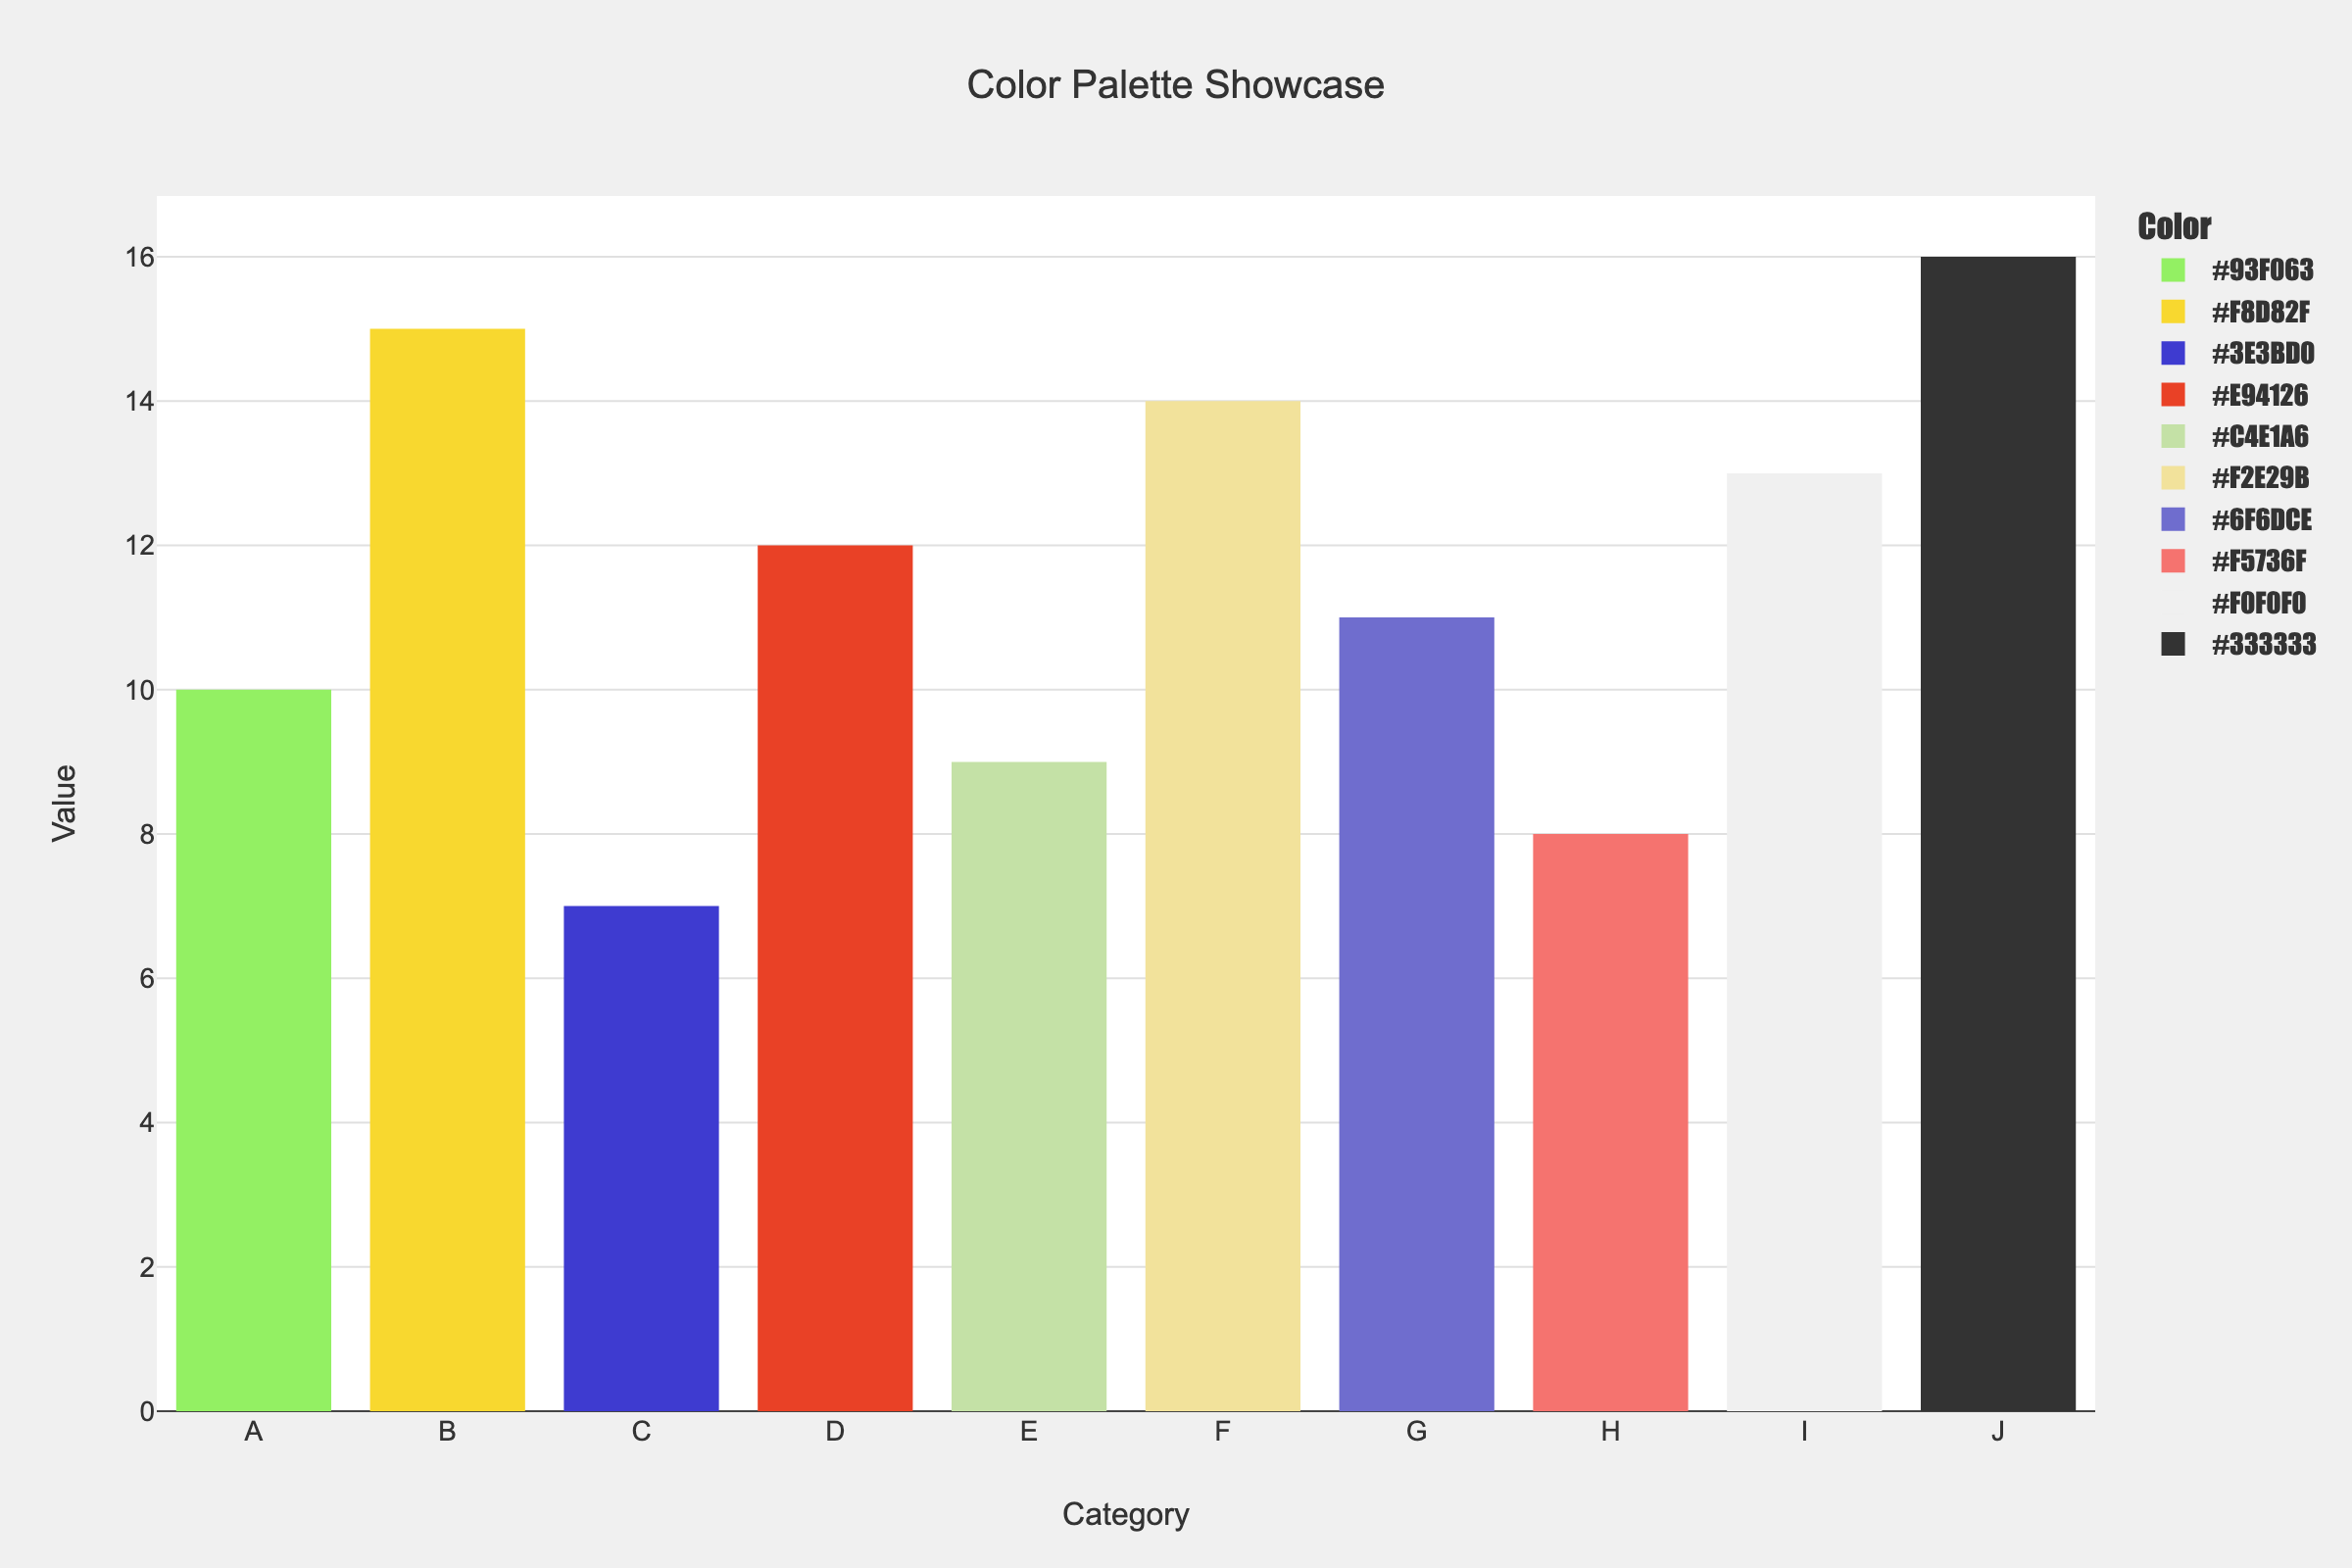 Color Palette Showcase
Color
#93F063
#F8D82F
#3E3BD0
#E94126
#C4E1A6
#F2E29B
#6F6DCE
#F5736F
#F0F0F0
#333333
Value
16
14
12
10
8
6
4
2
0
A B C D E F G H I J
Category